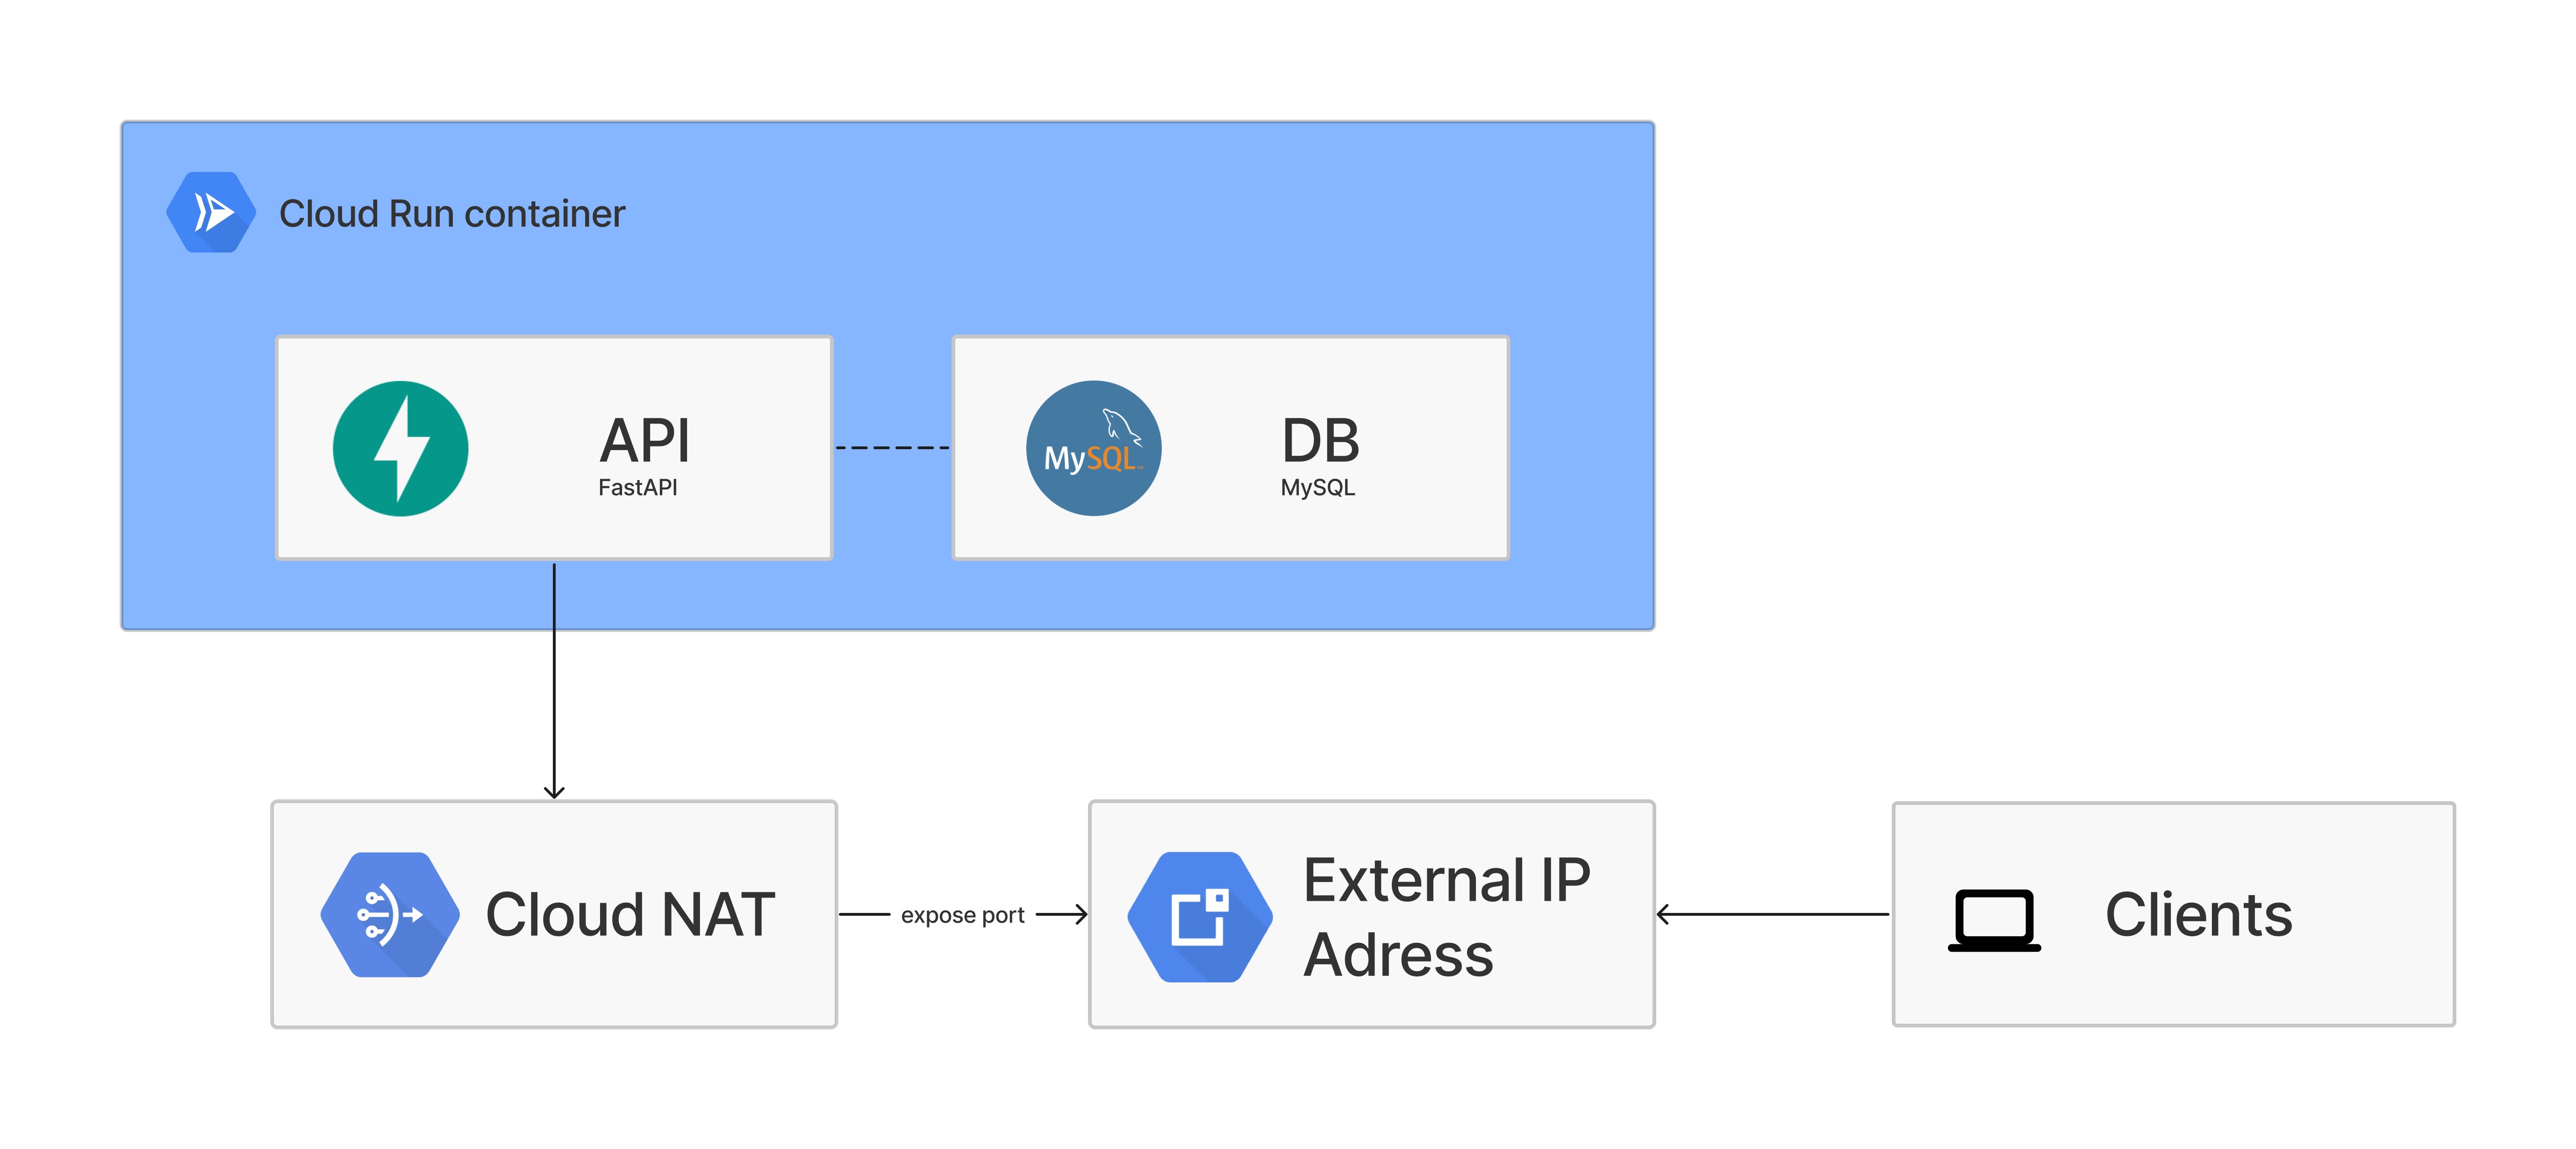 Cloud Run container
API
FastAPI
MySQL
DB
MySQL
Cloud NAT
expose port
External IP
Adress
Clients